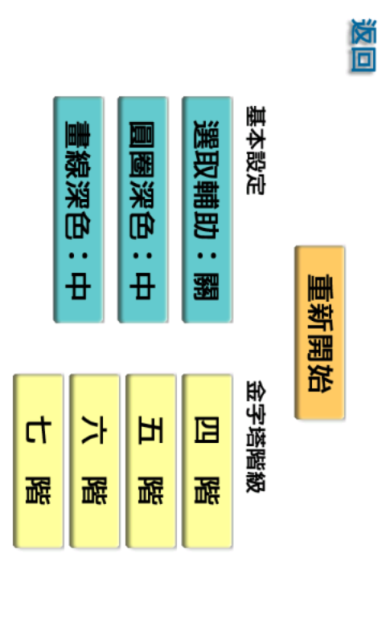 返回
重新開始
基本設定
選取輔助：關
圓圈深色：中
畫線深色：中
金字塔階級
四 階
五 階
六 階
七 階